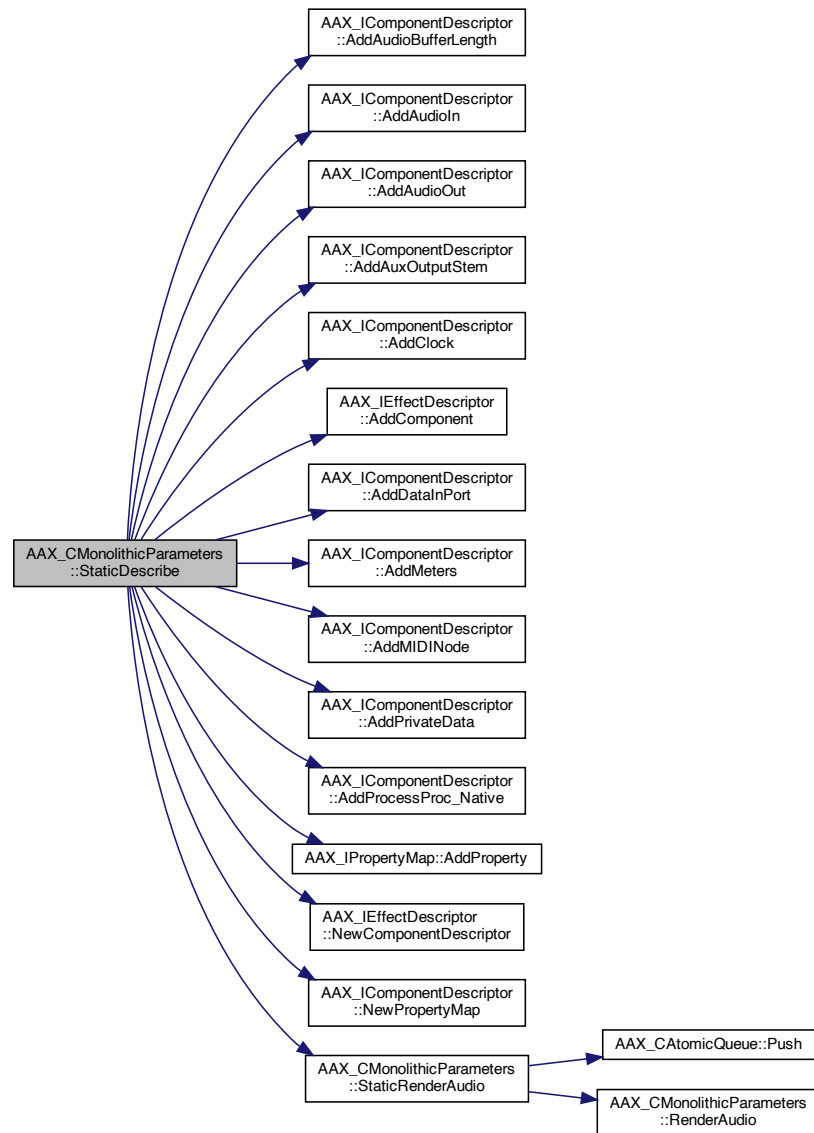 AAX_IComponentDescriptor
::AddAudioBufferLength
AAX_IComponentDescriptor
::AddAudioIn
AAX_IComponentDescriptor
::AddAudioOut
AAX_IComponentDescriptor
::AddAuxOutputStem
AAX_IComponentDescriptor
::AddClock
AAX_IEffectDescriptor
::AddComponent
AAX_IComponentDescriptor
::AddDataInPort
AAX_CMonolithicParameters
::StaticDescribe
AAX_IComponentDescriptor
::AddMeters
AAX_IComponentDescriptor
::AddMIDINode
AAX_IComponentDescriptor
::AddPrivateData
AAX_IComponentDescriptor
::AddProcessProc_Native
AAX_IPropertyMap::AddProperty
AAX_IEffectDescriptor
::NewComponentDescriptor
AAX_IComponentDescriptor
::NewPropertyMap
AAX_CMonolithicParameters
::StaticRenderAudio
AAX_CAtomicQueue::Push
AAX_CMonolithicParameters
::RenderAudio